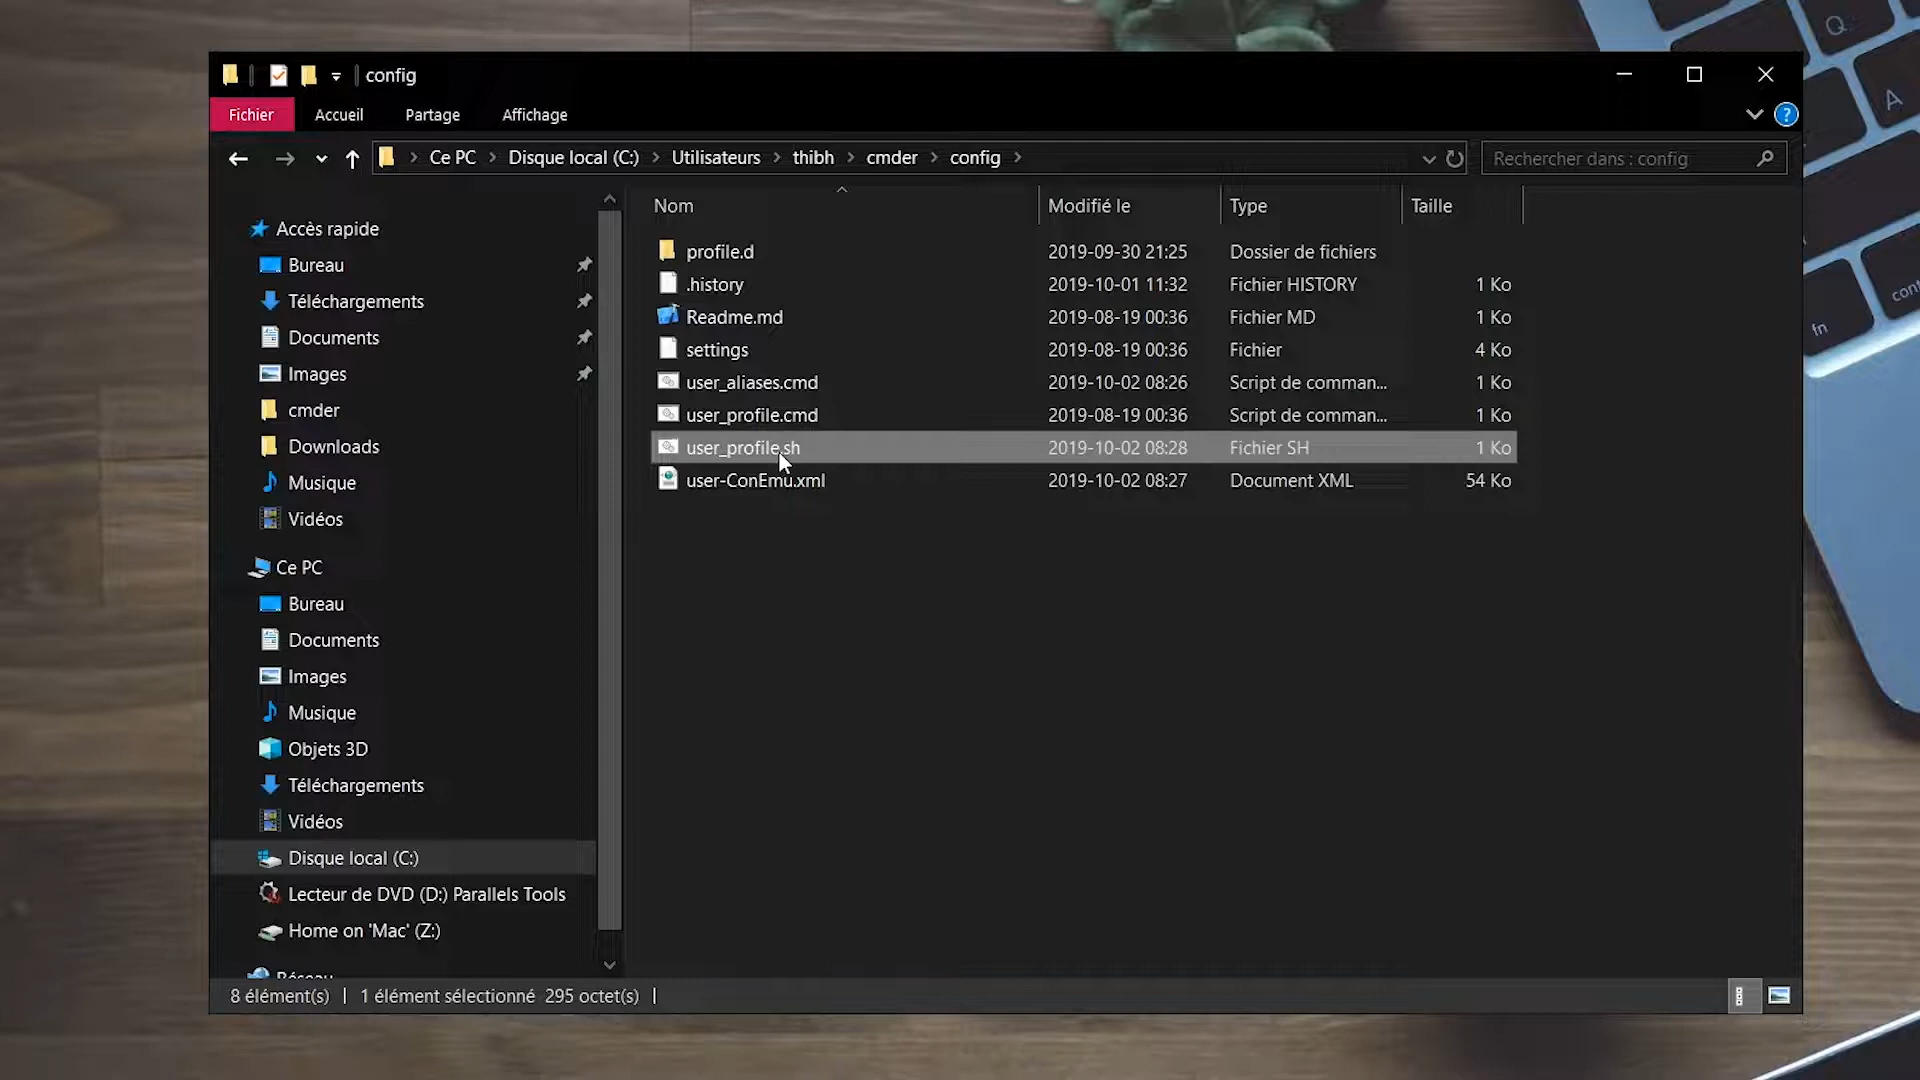 config
Fichier Accueil Partage Affichage
Ce PC Disque local (C:) Utilisateurs thibh cmder config
Rechercher dans : config
Nom Modifié le Type Taille
profile.d 2019-09-30 21:25 Dossier de fichiers
.history 2019-10-01 11:32 Fichier HISTORY 1 Ko
Readme.md 2019-08-19 00:36 Fichier MD 1 Ko
settings 2019-08-19 00:36 Fichier 4 Ko
user_aliases.cmd 2019-10-02 08:26 Script de comman... 1 Ko
user_profile.cmd 2019-08-19 00:36 Script de comman... 1 Ko
user_profile.sh 2019-10-02 08:28 Fichier SH 1 Ko
user-ConEmu.xml 2019-10-02 08:27 Document XML 54 Ko
Accès rapide
Bureau
Téléchargements
Documents
Images
cmder
Downloads
Musique
Vidéos
Ce PC
Bureau
Documents
Images
Musique
Objets 3D
Téléchargements
Vidéos
Disque local (C:)
Lecteur de DVD (D:) Parallels Tools
Home on 'Mac' (Z:)
Réseau
8 élément(s) 1 élément sélectionné 295 octet(s)
Q
A
fn
cont